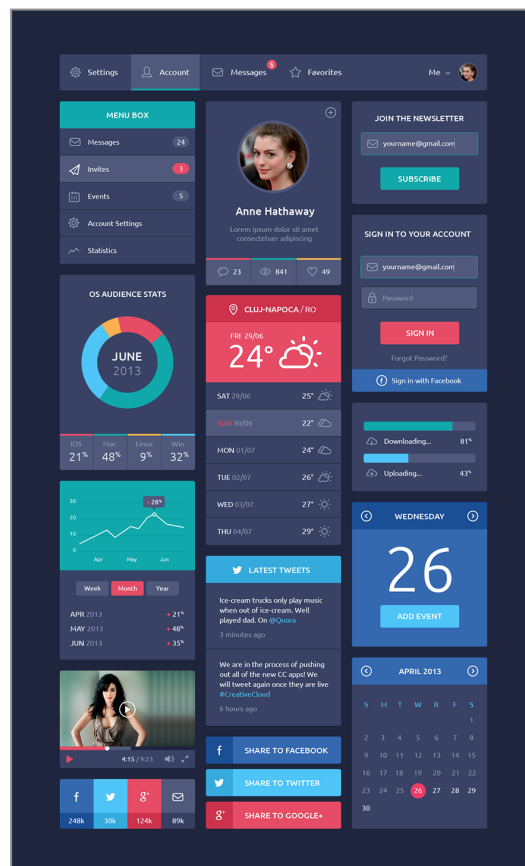 Settings
Account
Messages
5
Favorites
Me
MENU BOX
Messages 24
Invites 3
Events 5
Account Settings
Statistics
OS AUDIENCE STATS
JUNE
2013
iOS Mac Linux Win
21% 48% 9% 32%
30
20
10
0
+ 28%
Apr May Jun
Week Month Year
APR 2013 + 21%
MAY 2013 + 48%
JUN 2013 + 35%
4:15 / 9:23
f g+
248k 30k 124k 89k
Anne Hathaway
Lorem ipsum dolor sit amet
consectetuer adipiscing
23 841 49
CLUJ-NAPOCA / RO
FRI 29/06
24°
SAT 29/06 25°
SUN 30/06 22°
MON 01/07 24°
TUE 02/07 26°
WED 03/07 27°
THU 04/07 29°
LATEST TWEETS
Ice-cream trucks only play music
when out of ice-cream. Well
played dad. On @Quora
3 minutes ago
We are in the process of pushing
out all of the new CC apps! We
will tweet again once they are live
#CreativeCloud
6 hours ago
f SHARE TO FACEBOOK
SHARE TO TWITTER
g+ SHARE TO GOOGLE+
JOIN THE NEWSLETTER
yourname@gmail.com
SUBSCRIBE
SIGN IN TO YOUR ACCOUNT
yourname@gmail.com
Password
SIGN IN
Forgot Password?
f Sign in with Facebook
Downloading... 81%
Uploading... 43%
WEDNESDAY
26
ADD EVENT
APRIL 2013
S M T W R F S
1
2 3 4 5 6 7 8
9 10 11 12 13 14 15
16 17 18 19 20 21 22
23 24 25 26 27 28 29
30